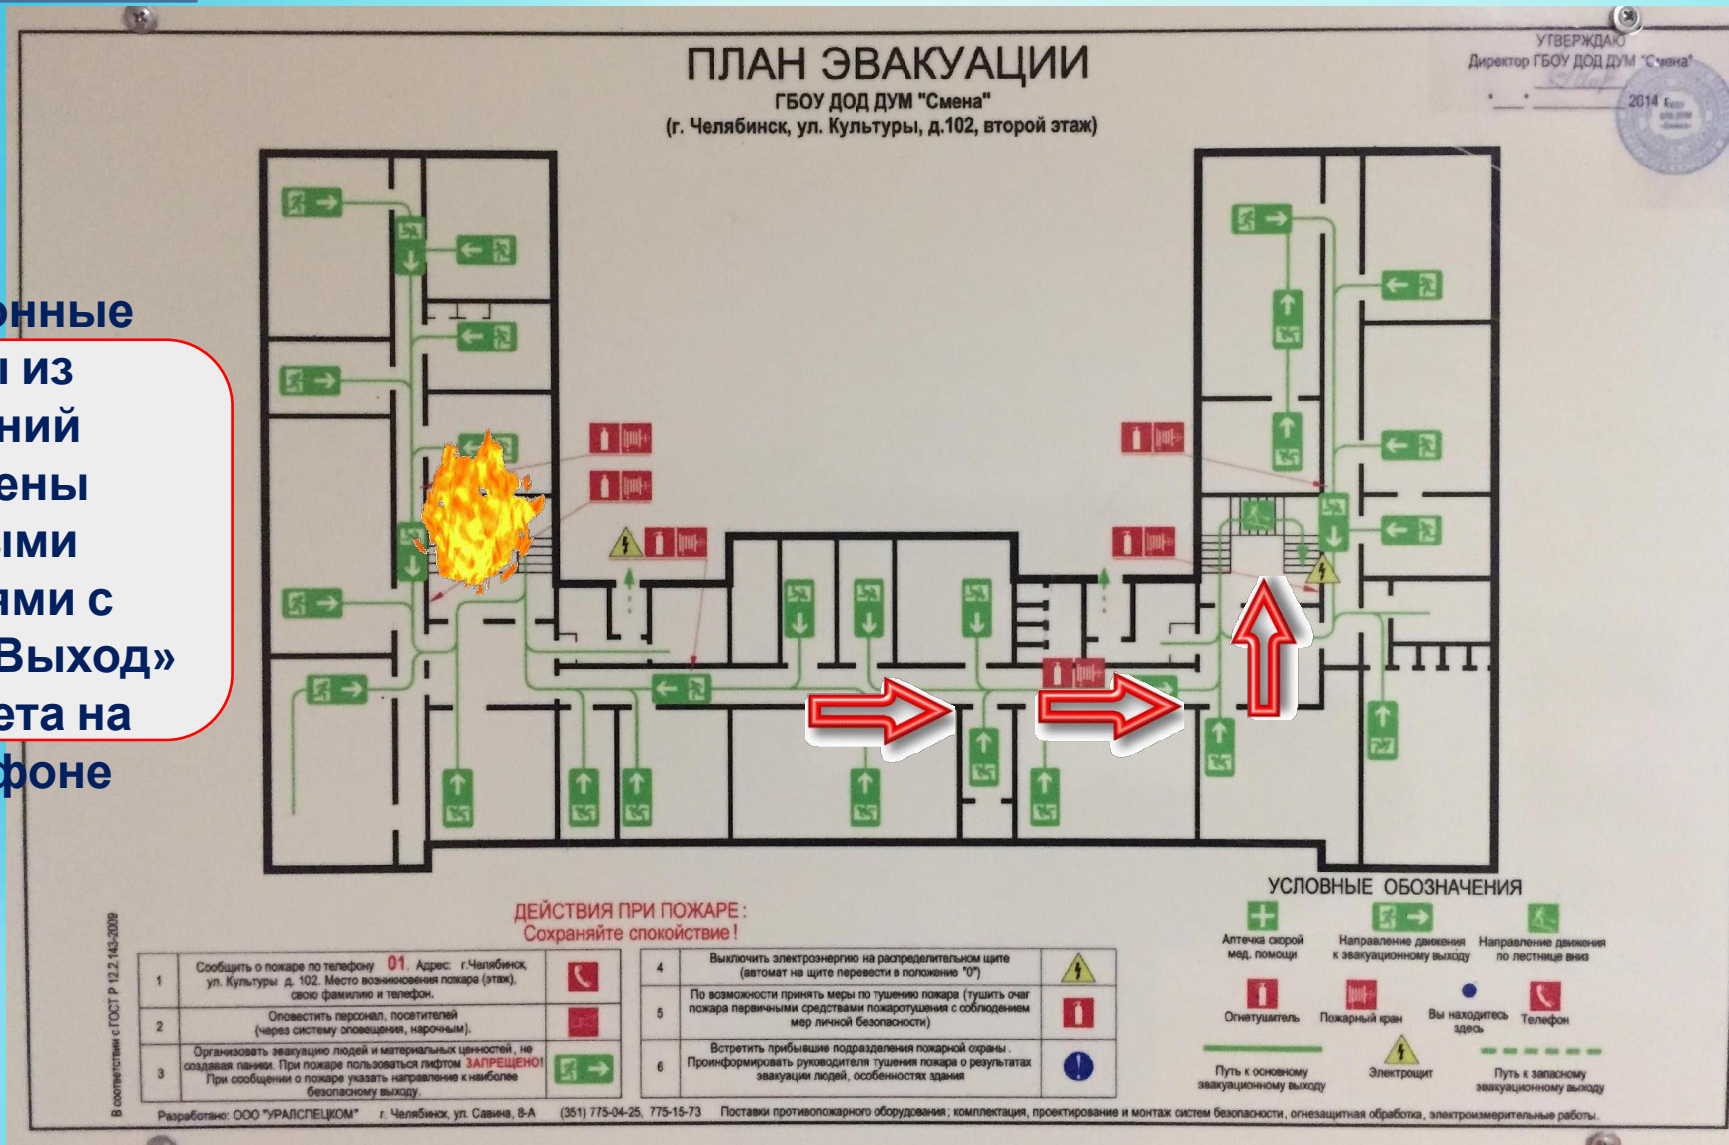 ПЛАН ЭВАКУАЦИИ
ГБОУ ДОД ДУМ "Смена"
(г. Челябинск, ул. Культуры, д.102, второй этаж)
УТВЕРЖДАЮ
Директор ГБОУ ДОД ДУМ "Смена"
2014 г.
онные
ы из
ний
ены
ыми
ями с
Выход»
ета на
фоне
ДЕЙСТВИЯ ПРИ ПОЖАРЕ:
Сохраняйте спокойствие!
1
Сообщить о пожаре по телефону 01. Адрес: г.Челябинск,
ул. Культуры д. 102. Место возникновения пожара (этаж),
свою фамилию и телефон.
2
Оповестить персонал, посетителей
(через систему оповещения, нарочным).
3
Организовать эвакуацию людей и материальных ценностей, не
создавая паники. При пожаре пользоваться лифтом ЗАПРЕЩЕНО!
При сообщении о пожаре указать направление к наиболее
безопасному выходу.
4
Выключить электроэнергию на распределительном щите
(автомат на щите перевести в положение "0")
5
По возможности принять меры по тушению пожара (тушить очаг
пожара первичными средствами пожаротушения с соблюдением
мер личной безопасности)
6
Встретить прибывшие подразделения пожарной охраны.
Проинформировать руководителя тушения пожара о результатах
эвакуации людей, особенностях здания
УСЛОВНЫЕ ОБОЗНАЧЕНИЯ
Аптечка скорой
мед. помощи
Направление движения
к эвакуационному выходу
Направление движения
по лестнице вниз
Огнетушитель
Пожарный кран
Вы находитесь
здесь
Телефон
Путь к основному
эвакуационному выходу
Электрощит
Путь к запасному
эвакуационному выходу
В соответствии с ГОСТ Р 12.2.143-2009
Разработано: ООО "УРАЛСПЕЦКОМ" г. Челябинск, ул. Савина, 8-А (351) 775-04-25, 775-15-73 Поставки противопожарного оборудования; комплектация, проектирование и монтаж систем безопасности, огнезащитная обработка, электроизмерительные работы.